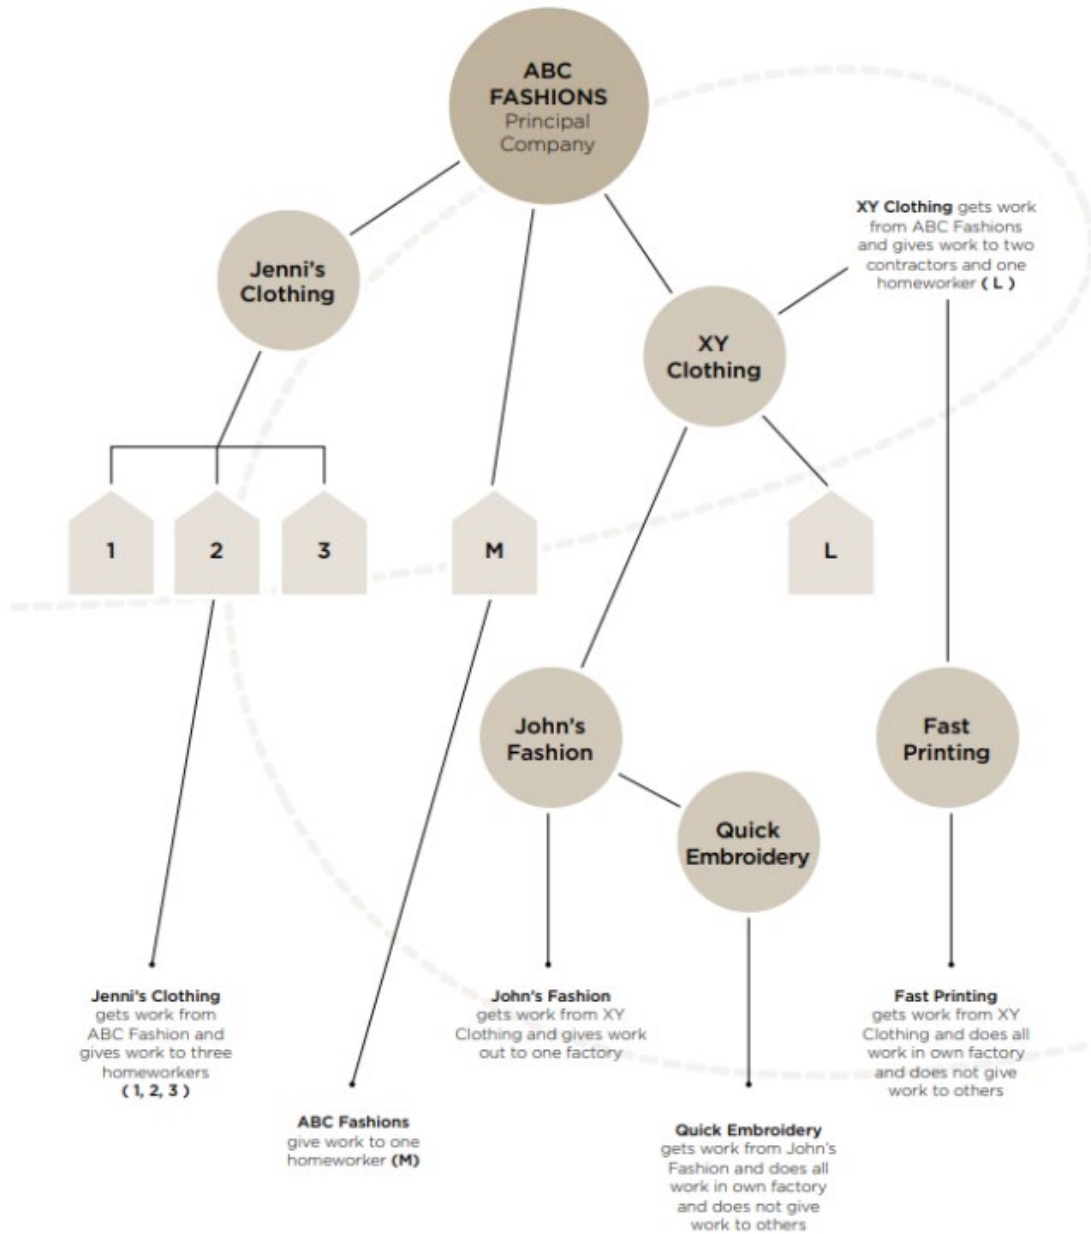 ABC
FASHIONS
Principal
Company
XY Clothing gets work
from ABC Fashions
and gives work to two
contractors and one
homeworker ( L )
Jenni's
Clothing
XY
Clothing
1
2
3
M
L
John's
Fashion
Fast
Printing
Quick
Embroidery
Jenni's Clothing
gets work from
ABC Fashion and
gives work to three
homeworkers
( 1, 2, 3 )
ABC Fashions
give work to one
homeworker (M)
John's Fashion
gets work from XY
Clothing and gives work
out to one factory
Quick Embroidery
gets work from John's
Fashion and does all
work in own factory
and does not give
work to others
Fast Printing
gets work from XY
Clothing and does all
work in own factory
and does not give
work to others